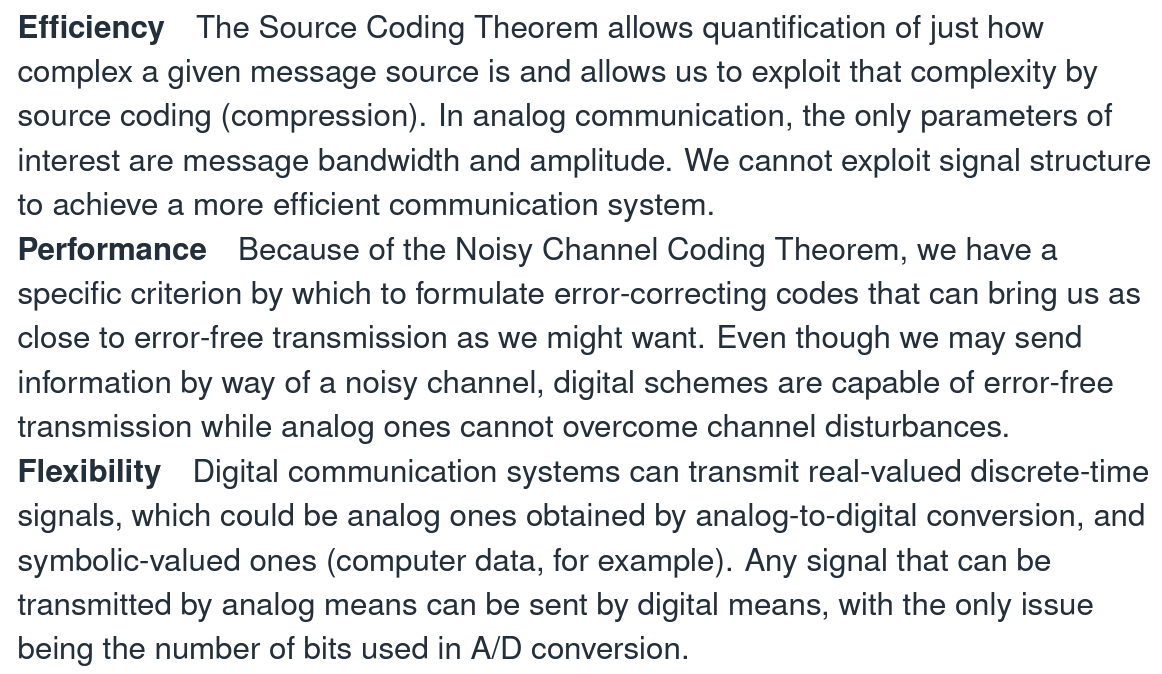 Efficiency The Source Coding Theorem allows quantification of just how
complex a given message source is and allows us to exploit that complexity by
source coding (compression). In analog communication, the only parameters of
interest are message bandwidth and amplitude. We cannot exploit signal structure
to achieve a more efficient communication system.
Performance Because of the Noisy Channel Coding Theorem, we have a
specific criterion by which to formulate error-correcting codes that can bring us as
close to error-free transmission as we might want. Even though we may send
information by way of a noisy channel, digital schemes are capable of error-free
transmission while analog ones cannot overcome channel disturbances.
Flexibility Digital communication systems can transmit real-valued discrete-time
signals, which could be analog ones obtained by analog-to-digital conversion, and
symbolic-valued ones (computer data, for example). Any signal that can be
transmitted by analog means can be sent by digital means, with the only issue
being the number of bits used in A/D conversion.